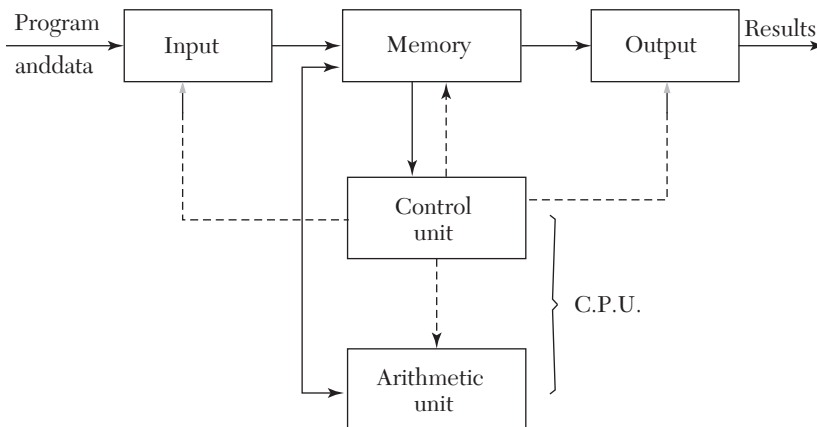 Program
anddata
Input
Memory
Output
Results
Control
unit
C.P.U.
Arithmetic
unit